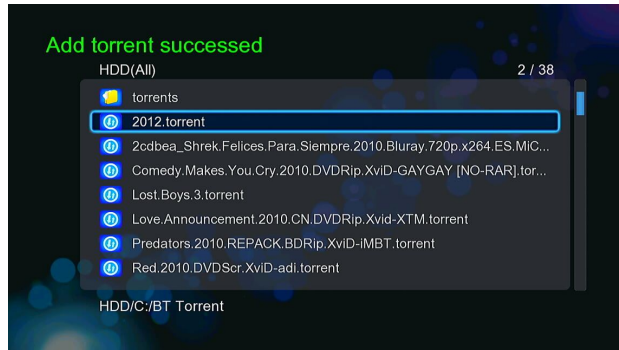 Add torrent successed
HDD(All) 2 / 38
torrents
2012.torrent
2cdbea_Shrek.Felices.Para.Siempre.2010.Bluray.720p.x264.ES.MiC...
Comedy.Makes.You.Cry.2010.DVDRip.XviD-GAYGAY [NO-RAR].tor...
Lost.Boys.3.torrent
Love.Announcement.2010.CN.DVDRip.Xvid-XTM.torrent
Predators.2010.REPACK.BDRip.XviD-iMBT.torrent
Red.2010.DVDScr.XviD-adi.torrent
HDD/C:/BT Torrent